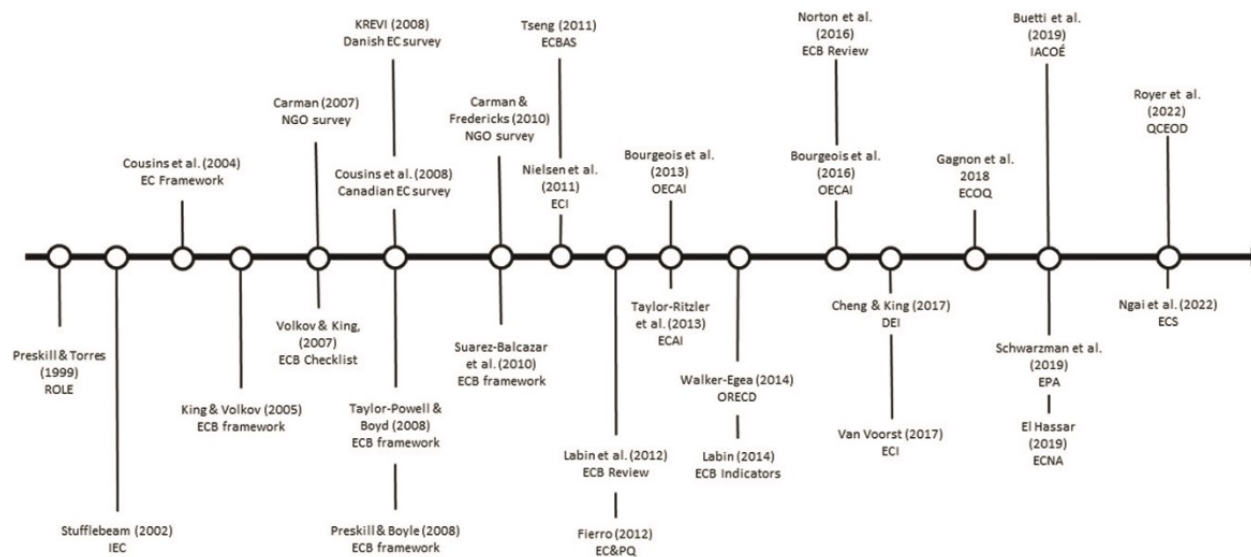 KREVI (2008)
Danish EC survey
Tseng (2011)
ECBAS
Norton et al.
(2016)
ECB Review
Buetti et al.
(2019)
IACOÉ
Carman (2007)
NGO survey
Carman &
Fredericks (2010)
NGO survey
Royer et al.
(2022)
QCEOD
Cousins et al. (2004)
EC Framework
Cousins et al. (2008)
Canadian EC survey
Nielsen et al.
(2011)
ECI
Bourgeois et al.
(2013)
OECAI
Bourgeois et al.
(2016)
OECAI
Gagnon et al.
2018
ECOQ
Preskill & Torres
(1999)
ROLE
Volkov & King,
(2007)
ECB Checklist
Suarez-Balcazar
et al. (2010)
ECB framework
Taylor-Ritzler
et al. (2013)
ECAI
Cheng & King (2017)
DEI
Ngai et al. (2022)
ECS
King & Volkov (2005)
ECB framework
Taylor-Powell &
Boyd (2008)
ECB framework
Walker-Egea (2014)
ORECD
Schwarzman et al.
(2019)
EPA
Labin et al. (2012)
ECB Review
Labin (2014)
ECB Indicators
Van Voorst (2017)
ECI
El Hassar
(2019)
ECNA
Stufflebeam (2002)
IEC
Preskill & Boyle (2008)
ECB framework
Fierro (2012)
EC&PQ